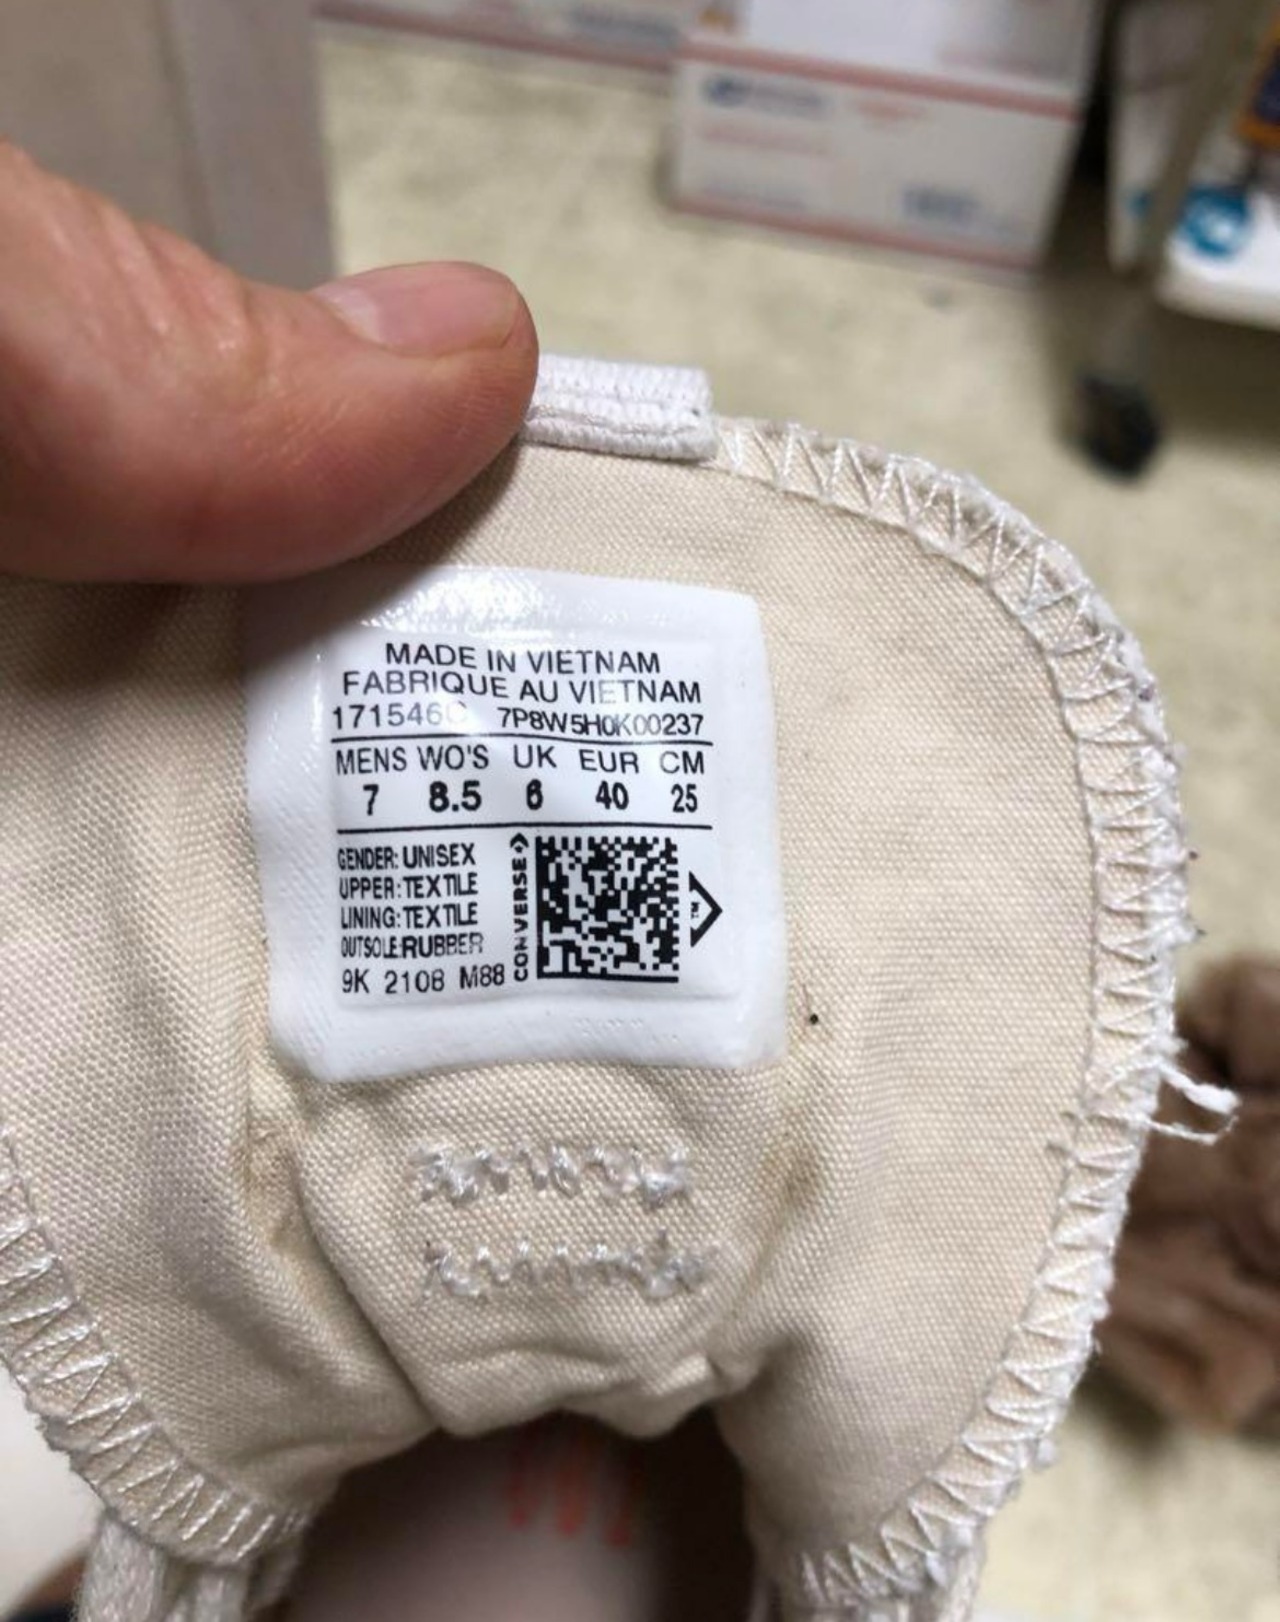 MADE IN VIETNAM
FABRIQUE AU VIETNAM
171546C 7P8W5H0K00237
MENS WO'S UK EUR CM
7 8.5 6 40 25
GENDER: UNISEX
UPPER: TEXTILE
LINING: TEXTILE
OUTSOLE: RUBBER
9K 2108 M88
CONVERSE
TM